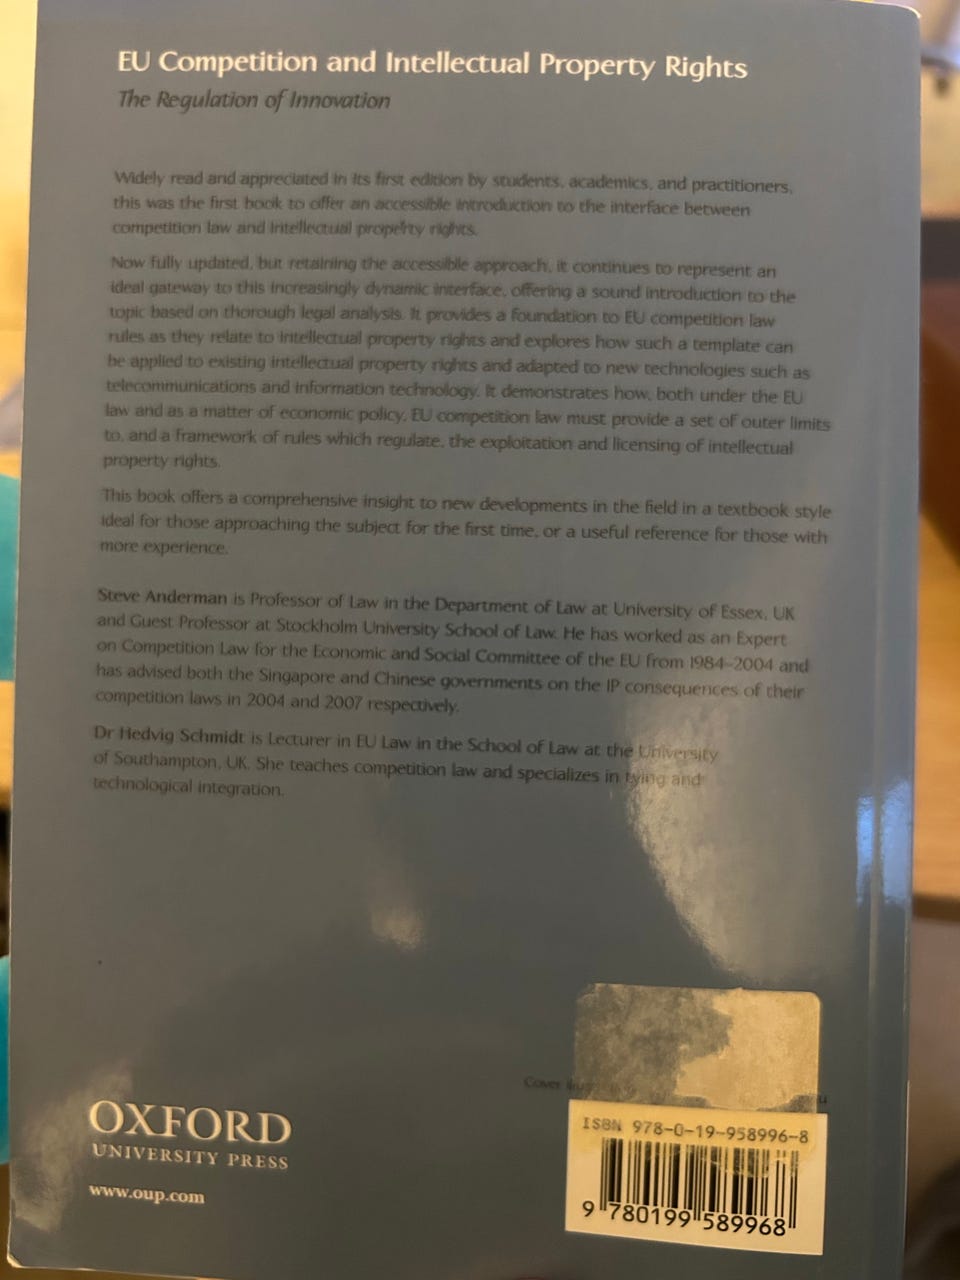 EU Competition and Intellectual Property Rights
The Regulation of Innovation
Widely read and appreciated in its first edition by students, academics, and practitioners,
this was the first book to offer an accessible introduction to the interface between
competition law and intellectual property rights.
Now fully updated, but retaining the accessible approach, it continues to represent an
ideal gateway to this increasingly dynamic interface, offering a sound introduction to the
topic based on thorough legal analysis. It provides a foundation to EU competition law
rules as they relate to intellectual property rights and explores how such a template can
be applied to existing intellectual property rights and adapted to new technologies such as
telecommunications and information technology. It demonstrates how, both under the EU
law and as a matter of economic policy, EU competition law must provide a set of outer limits
to, and a framework of rules which regulate, the exploitation and licensing of intellectual
property rights.
This book offers a comprehensive insight to new developments in the field in a textbook style
ideal for those approaching the subject for the first time, or a useful reference for those with
more experience.
Steve Anderman is Professor of Law in the Department of Law at University of Essex, UK
and Guest Professor at Stockholm University School of Law. He has worked as an Expert
on Competition Law for the Economic and Social Committee of the EU from 1984–2004 and
has advised both the Singapore and Chinese governments on the IP consequences of their
competition laws in 2004 and 2007 respectively.
Dr Hedvig Schmidt is Lecturer in EU Law in the School of Law at the University
of Southampton, UK. She teaches competition law and specializes in tying and
technological integration.
Cover
OXFORD
UNIVERSITY PRESS
www.oup.com
ISBN 978-0-19-958996-8
9 780199 589968